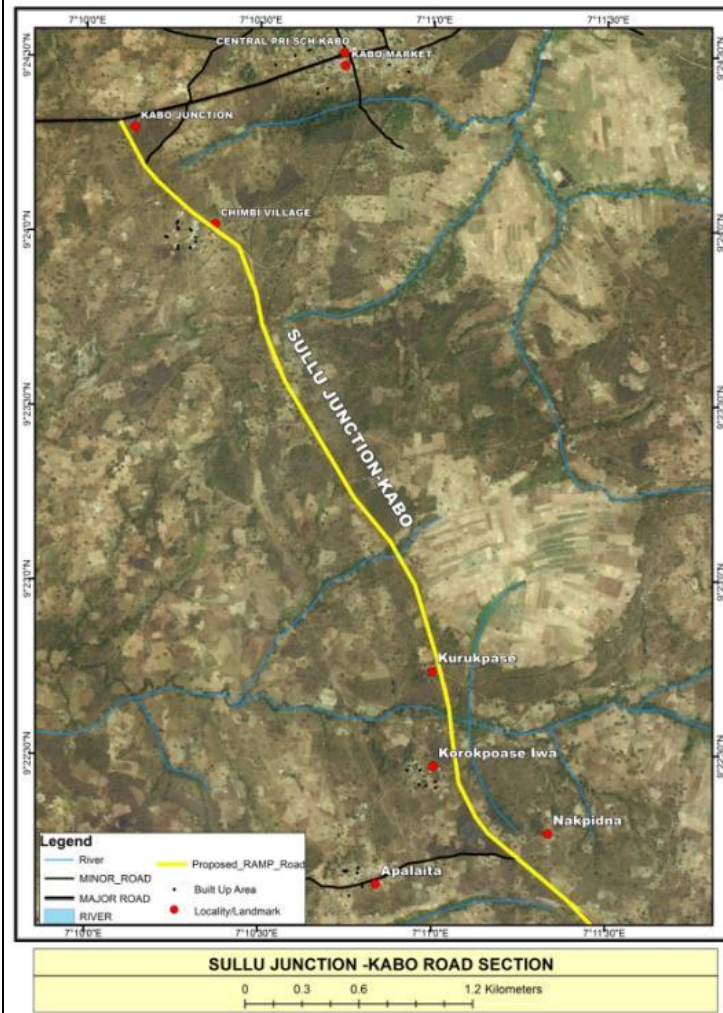 7°10'0"E 7°10'30"E 7°11'0"E 7°11'30"E
CENTRAL PRI SCH KABO
KABO MARKET
KABO JUNCTION
CHIMBI VILLAGE
SULLU JUNCTION-KABO
Kurukpase
Korokpoase Iwa
Nakpidna
Apalaita
Legend
River
MINOR_ROAD
MAJOR ROAD
RIVER
Proposed_RAMP_Road
Built Up Area
Locality/Landmark
7°10'0"E 7°10'30"E 7°11'0"E 7°11'30"E
SULLU JUNCTION -KABO ROAD SECTION
0 0.3 0.6 1.2 Kilometers